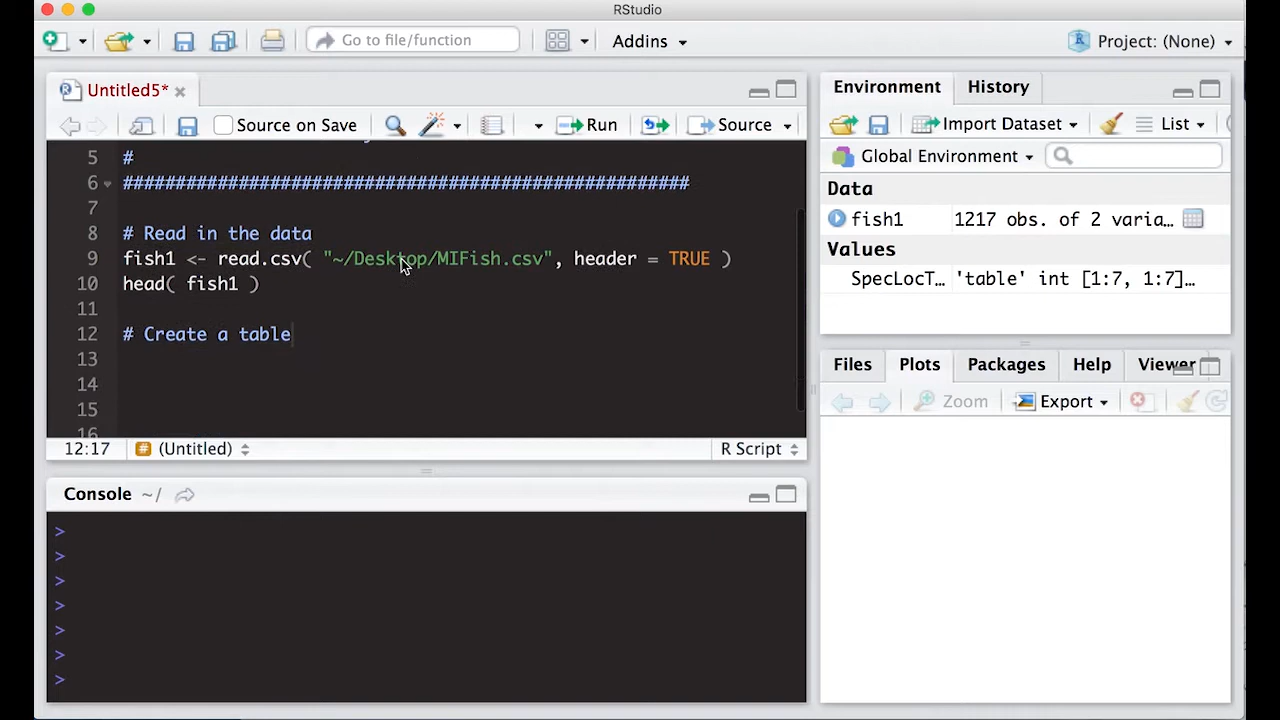 RStudio
Go to file/function
Addins
Project: (None)
Untitled5*
Source on Save
Run
Source
5 #
6 ######################################################
7
8 # Read in the data
9 fish1 <- read.csv( "~/Desktop/MIFish.csv", header = TRUE )
10 head( fish1 )
11
12 # Create a table
13
14
15
16
12:17 # (Untitled) R Script
Console ~/
>
>
>
>
>
>
>
Environment History
Import Dataset List
Global Environment
Data
fish1 1217 obs. of 2 varia…
Values
SpecLocT… 'table' int [1:7, 1:7]…
Files Plots Packages Help Viewer
Zoom Export